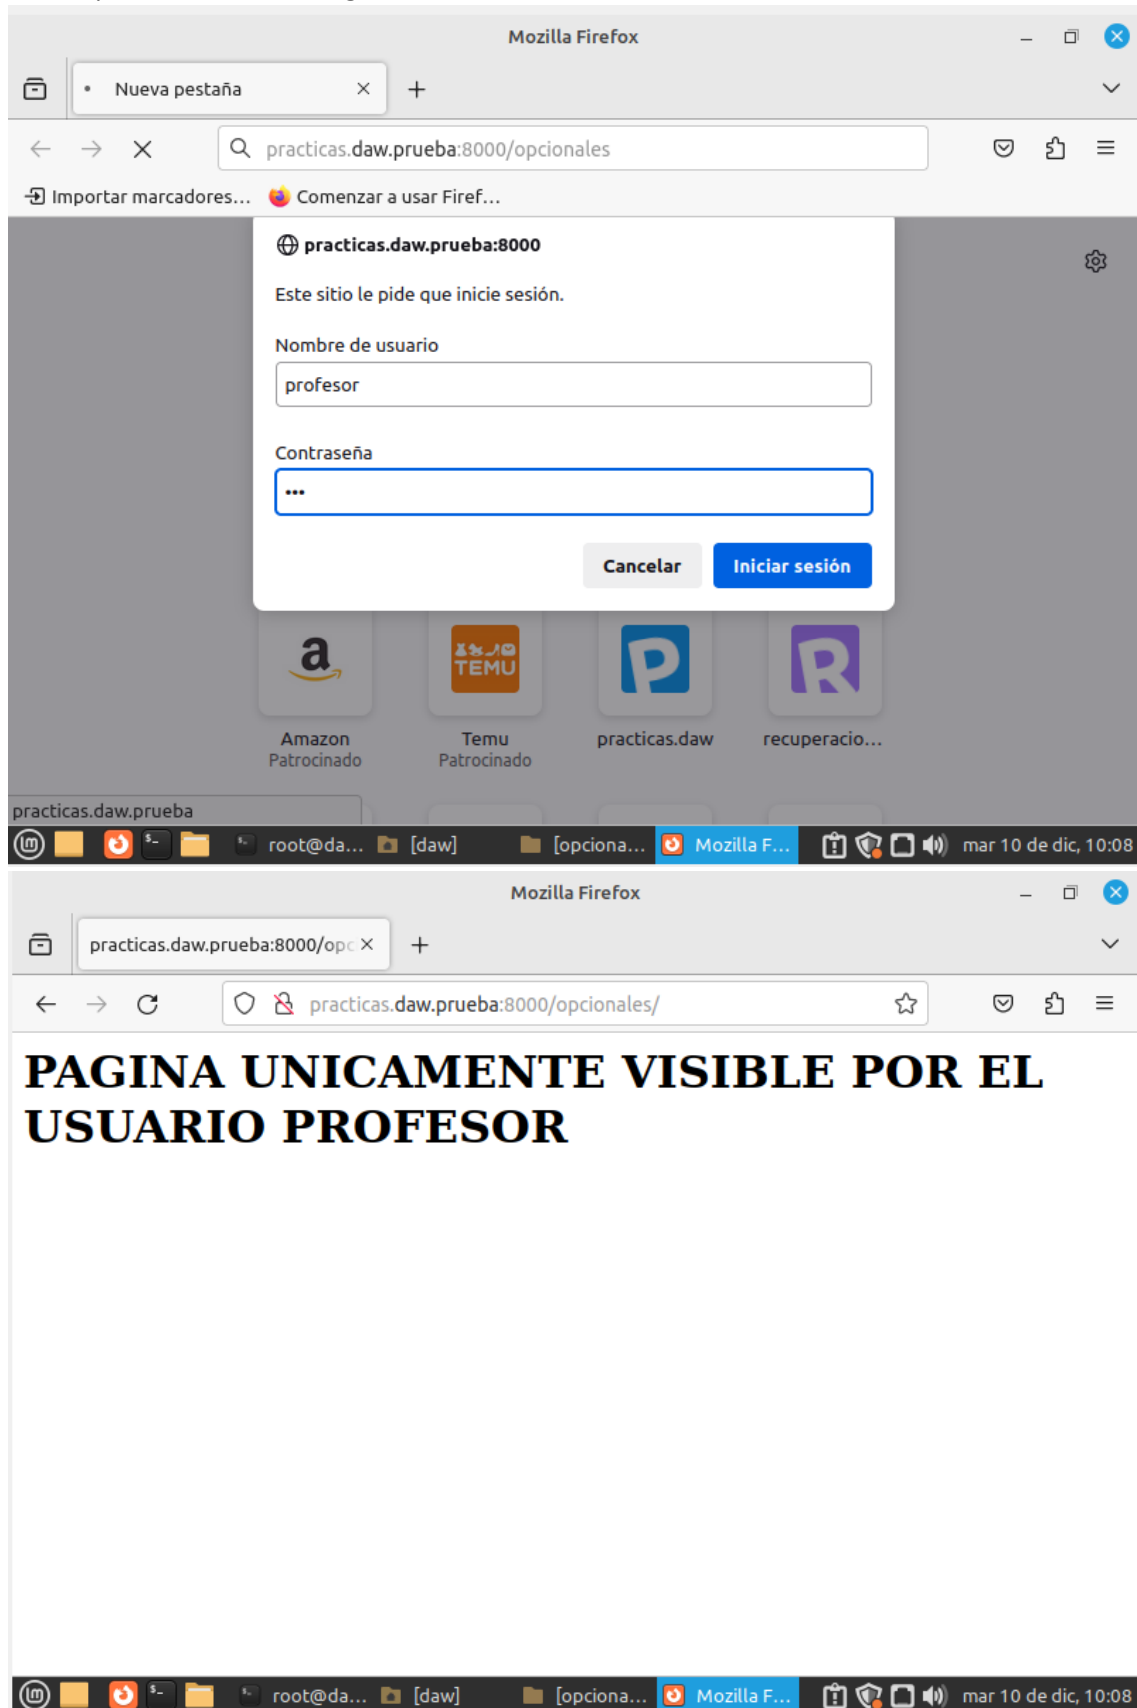 Mozilla Firefox
Nueva pestaña
practicas.daw.prueba:8000/opcionales
Importar marcadores... Comenzar a usar Firef...
practicas.daw.prueba:8000
Este sitio le pide que inicie sesión.
Nombre de usuario
profesor
Contraseña
•••
Cancelar Iniciar sesión
a TEMU P R
Amazon Temu practicas.daw recuperacio...
Patrocinado Patrocinado
practicas.daw.prueba
root@da... [daw] [opciona... Mozilla F... mar 10 de dic, 10:08
Mozilla Firefox
practicas.daw.prueba:8000/opc
practicas.daw.prueba:8000/opcionales/
PAGINA UNICAMENTE VISIBLE POR EL
USUARIO PROFESOR
root@da... [daw] [opciona... Mozilla F... mar 10 de dic, 10:08